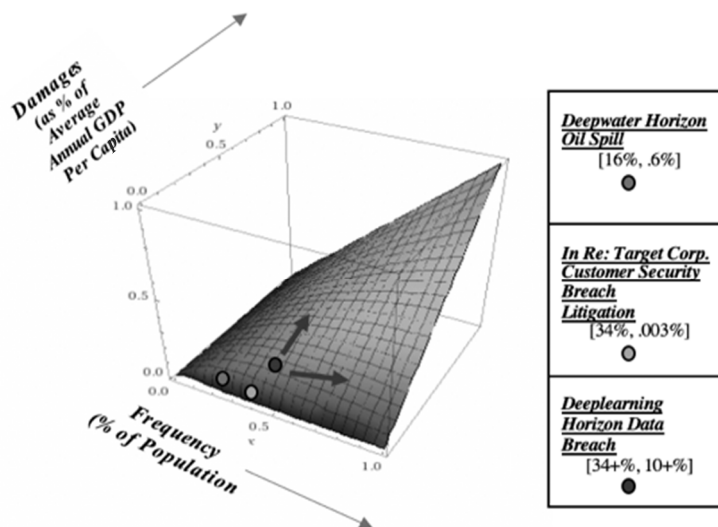 Damages
(as % of
Average
Annual GDP
Per Capita)
1.0
y
0.5
0.0
1.0
0.5
0.0
0.0
0.5
x
1.0
Frequency
(% of Population
Deepwater Horizon
Oil Spill
[16%, .6%]
In Re: Target Corp.
Customer Security
Breach
Litigation
[34%, .003%]
Deeplearning
Horizon Data
Breach
[34+%, 10+%]